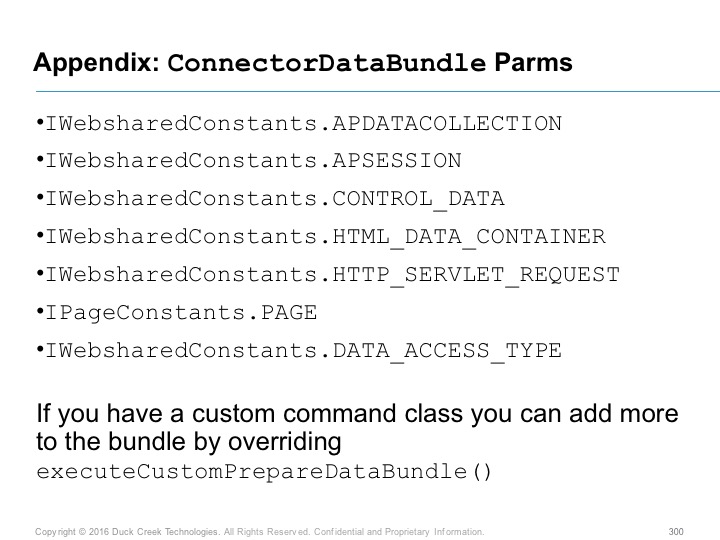 Appendix: ConnectorDataBundle Parms
•IWebsharedConstants.APDATACOLLECTION
•IWebsharedConstants.APSESSION
•IWebsharedConstants.CONTROL_DATA
•IWebsharedConstants.HTML_DATA_CONTAINER
•IWebsharedConstants.HTTP_SERVLET_REQUEST
•IPageConstants.PAGE
•IWebsharedConstants.DATA_ACCESS_TYPE
If you have a custom command class you can add more
to the bundle by overriding
executeCustomPrepareDataBundle()
Copyright © 2016 Duck Creek Technologies. All Rights Reserved. Confidential and Proprietary Information. 300